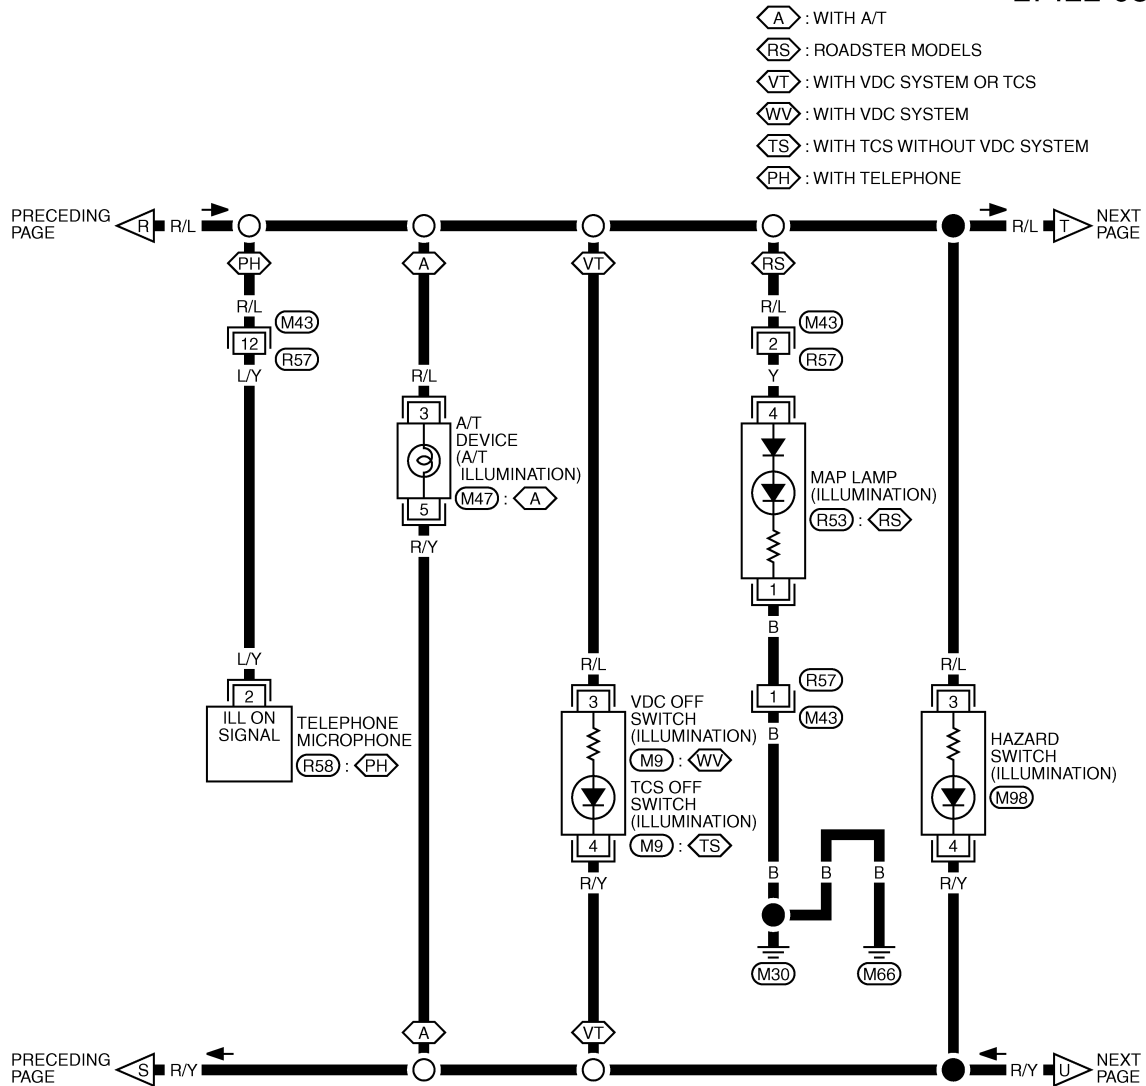 A : WITH A/T
RS : ROADSTER MODELS
VT : WITH VDC SYSTEM OR TCS
WV : WITH VDC SYSTEM
TS : WITH TCS WITHOUT VDC SYSTEM
PH : WITH TELEPHONE
PRECEDING
PAGE
R
R/L
R/L
T
NEXT
PAGE
PH
A
VT
RS
R/L
M43
12
R57
L/Y
L/Y
2
ILL ON
SIGNAL
TELEPHONE
MICROPHONE
R58 : PH
R/L
3
A/T
DEVICE
(A/T
ILLUMINATION)
M47 : A
5
R/Y
R/L
3
VDC OFF
SWITCH
(ILLUMINATION)
M9 : WV
TCS OFF
SWITCH
(ILLUMINATION)
M9 : TS
4
R/Y
R/L
M43
2
R57
Y
4
MAP LAMP
(ILLUMINATION)
R53 : RS
1
B
R57
1
M43
B
B
B
B
M30
M66
R/L
3
HAZARD
SWITCH
(ILLUMINATION)
M98
4
R/Y
A
VT
PRECEDING
PAGE
S
R/Y
R/Y
U
NEXT
PAGE